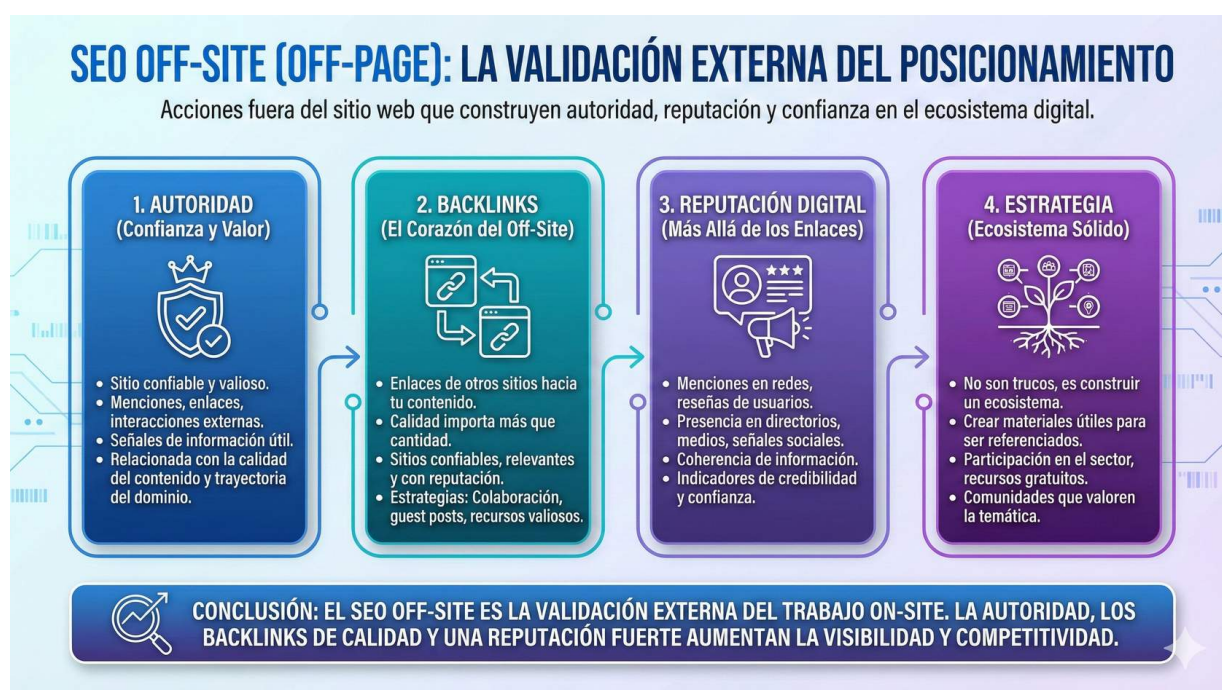 SEO OFF-SITE (OFF-PAGE): LA VALIDACIÓN EXTERNA DEL POSICIONAMIENTO
Acciones fuera del sitio web que construyen autoridad, reputación y confianza en el ecosistema digital.
1. AUTORIDAD
(Confianza y Valor)
• Sitio confiable y valioso.
• Menciones, enlaces,
interacciones externas.
• Señales de información útil.
• Relacionada con la calidad
del contenido y trayectoria
del dominio.
2. BACKLINKS
(El Corazón del Off-Site)
• Enlaces de otros sitios hacia
tu contenido.
• Calidad importa más que
cantidad.
• Sitios confiables, relevantes
y con reputación.
• Estrategias: Colaboración,
guest posts, recursos valiosos.
3. REPUTACIÓN DIGITAL
(Más Allá de los Enlaces)
• Menciones en redes,
reseñas de usuarios.
• Presencia en directorios,
medios, señales sociales.
• Coherencia de información.
• Indicadores de credibilidad
y confianza.
4. ESTRATEGIA
(Ecosistema Sólido)
• No son trucos, es construir
un ecosistema.
• Crear materiales útiles para
ser referenciados.
• Participación en el sector,
recursos gratuitos.
• Comunidades que valoren
la temática.
CONCLUSIÓN: EL SEO OFF-SITE ES LA VALIDACIÓN EXTERNA DEL TRABAJO ON-SITE. LA AUTORIDAD, LOS
BACKLINKS DE CALIDAD Y UNA REPUTACIÓN FUERTE AUMENTAN LA VISIBILIDAD Y COMPETITIVIDAD.